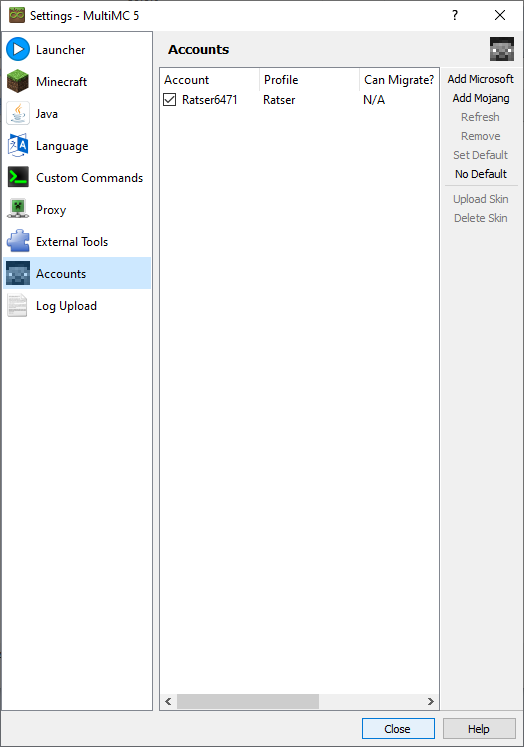 Settings - MultiMC 5
?
Launcher
Minecraft
Java
Language
Custom Commands
Proxy
External Tools
Accounts
Log Upload
Accounts
Account Profile Can Migrate?
Ratser6471 Ratser N/A
Add Microsoft
Add Mojang
Refresh
Remove
Set Default
No Default
Upload Skin
Delete Skin
Close Help